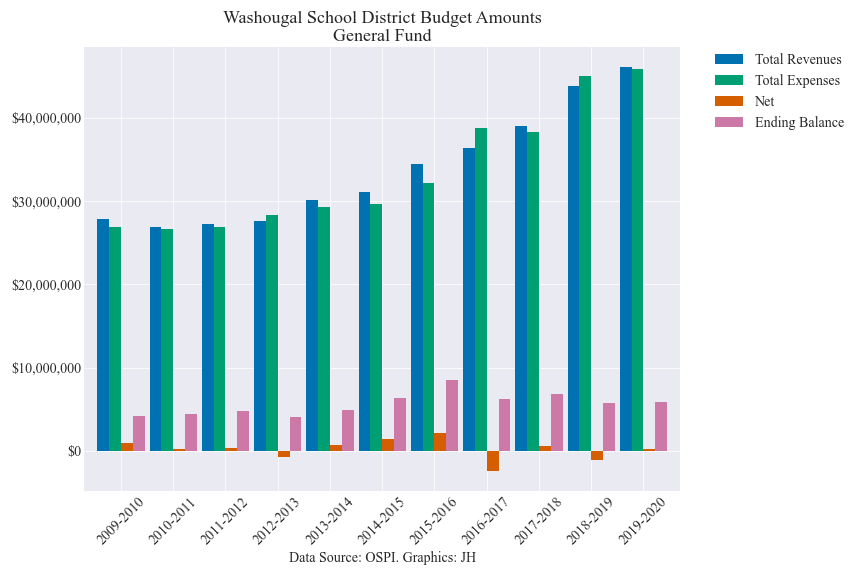 Washougal School District Budget Amounts
General Fund
Total Revenues
Total Expenses
Net
Ending Balance
$40,000,000
$30,000,000
$20,000,000
$10,000,000
$0
2009-2010
2010-2011
2011-2012
2012-2013
2013-2014
2014-2015
2015-2016
2016-2017
2017-2018
2018-2019
2019-2020
Data Source: OSPI. Graphics: JH